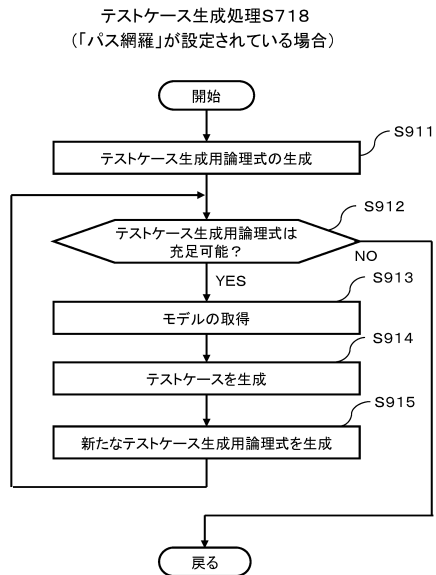 テストケース生成処理S718
(「パス網羅」が設定されている場合)
開始
S911
テストケース生成用論理式の生成
S912
テストケース生成用論理式は
充足可能？
NO
YES
S913
モデルの取得
S914
テストケースを生成
S915
新たなテストケース生成用論理式を生成
戻る